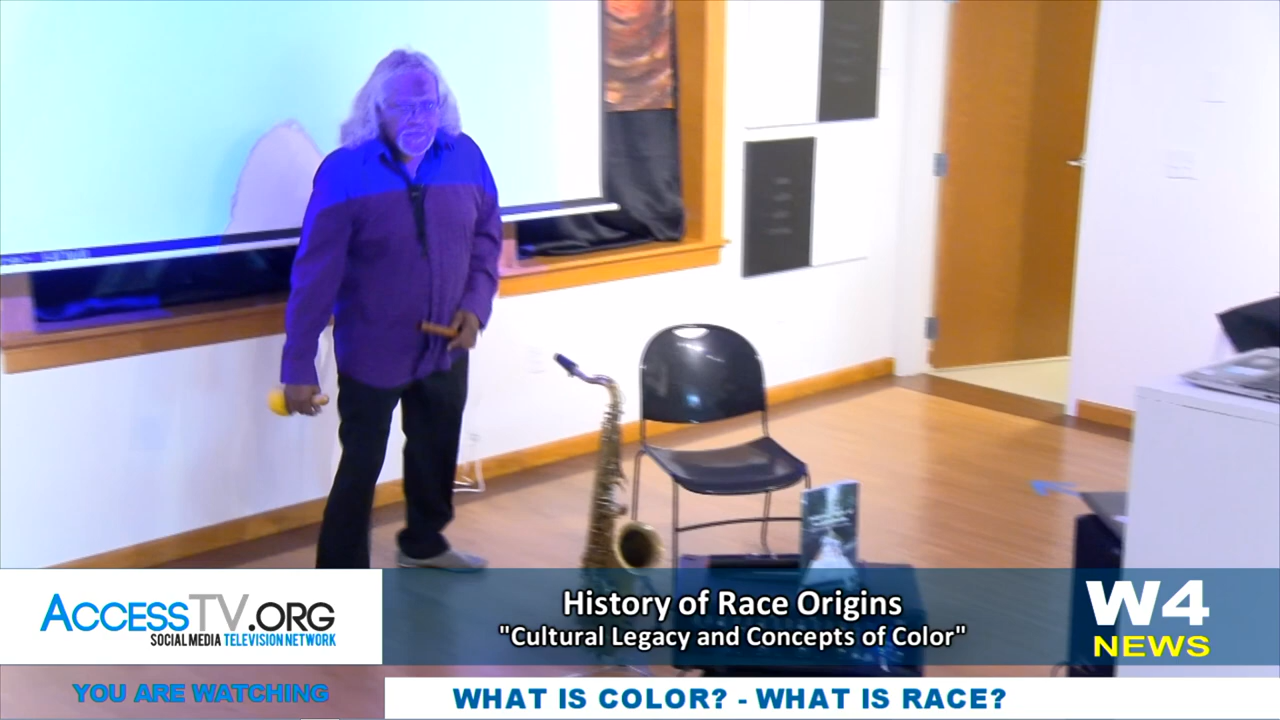 History of Race Origins
"Cultural Legacy and Concepts of Color"
ACCESSTV.ORG
SOCIAL MEDIA TELEVISION NETWORK
W4
NEWS
YOU ARE WATCHING
WHAT IS COLOR? - WHAT IS RACE?